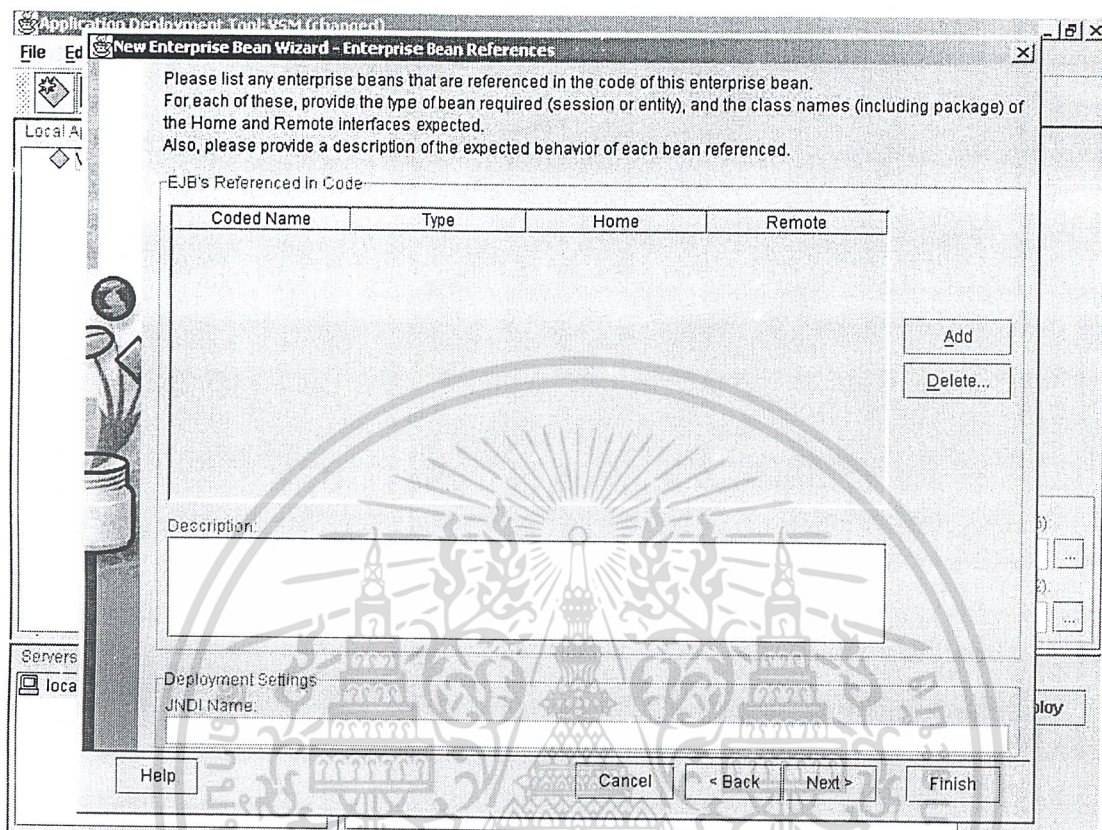 Application Deployment Tool: VSM (changed)
File Ed
New Enterprise Bean Wizard - Enterprise Bean References
Please list any enterprise beans that are referenced in the code of this enterprise bean.
For each of these, provide the type of bean required (session or entity), and the class names (including package) of
the Home and Remote interfaces expected.
Also, please provide a description of the expected behavior of each bean referenced.
Local Ap
EJB's Referenced in Code
Coded Name Type Home Remote
Add
Delete...
Description:
...
...
Servers
loca
Deployment Settings
JNDI Name:
ploy
Help Cancel < Back Next > Finish